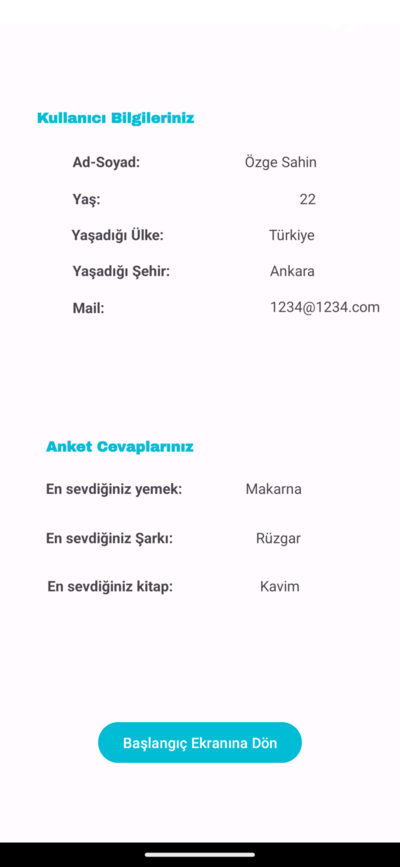 Kullanıcı Bilgileriniz
Ad-Soyad: Özge Sahin
Yaş: 22
Yaşadığı Ülke: Türkiye
Yaşadığı Şehir: Ankara
Mail: 1234@1234.com
Anket Cevaplarınız
En sevdiğiniz yemek: Makarna
En sevdiğiniz Şarkı: Rüzgar
En sevdiğiniz kitap: Kavim
Başlangıç Ekranına Dön